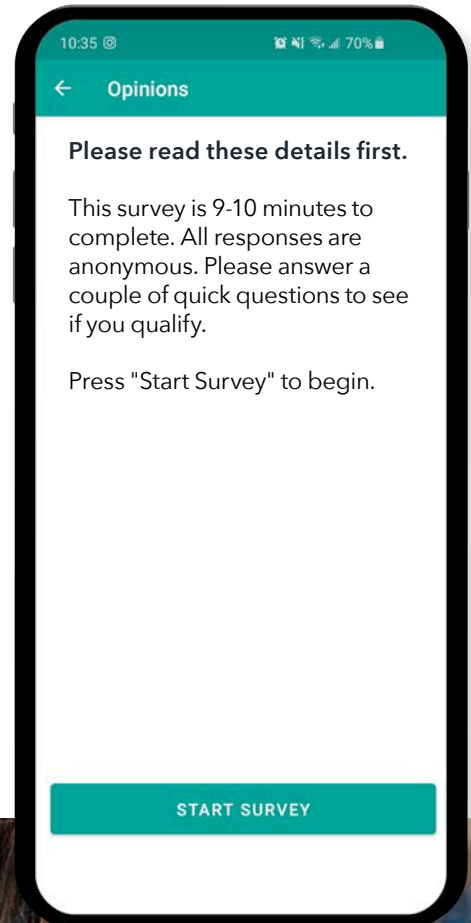 10:35
70%
Opinions
Please read these details first.
This survey is 9-10 minutes to
complete. All responses are
anonymous. Please answer a
couple of quick questions to see
if you qualify.
Press "Start Survey" to begin.
START SURVEY